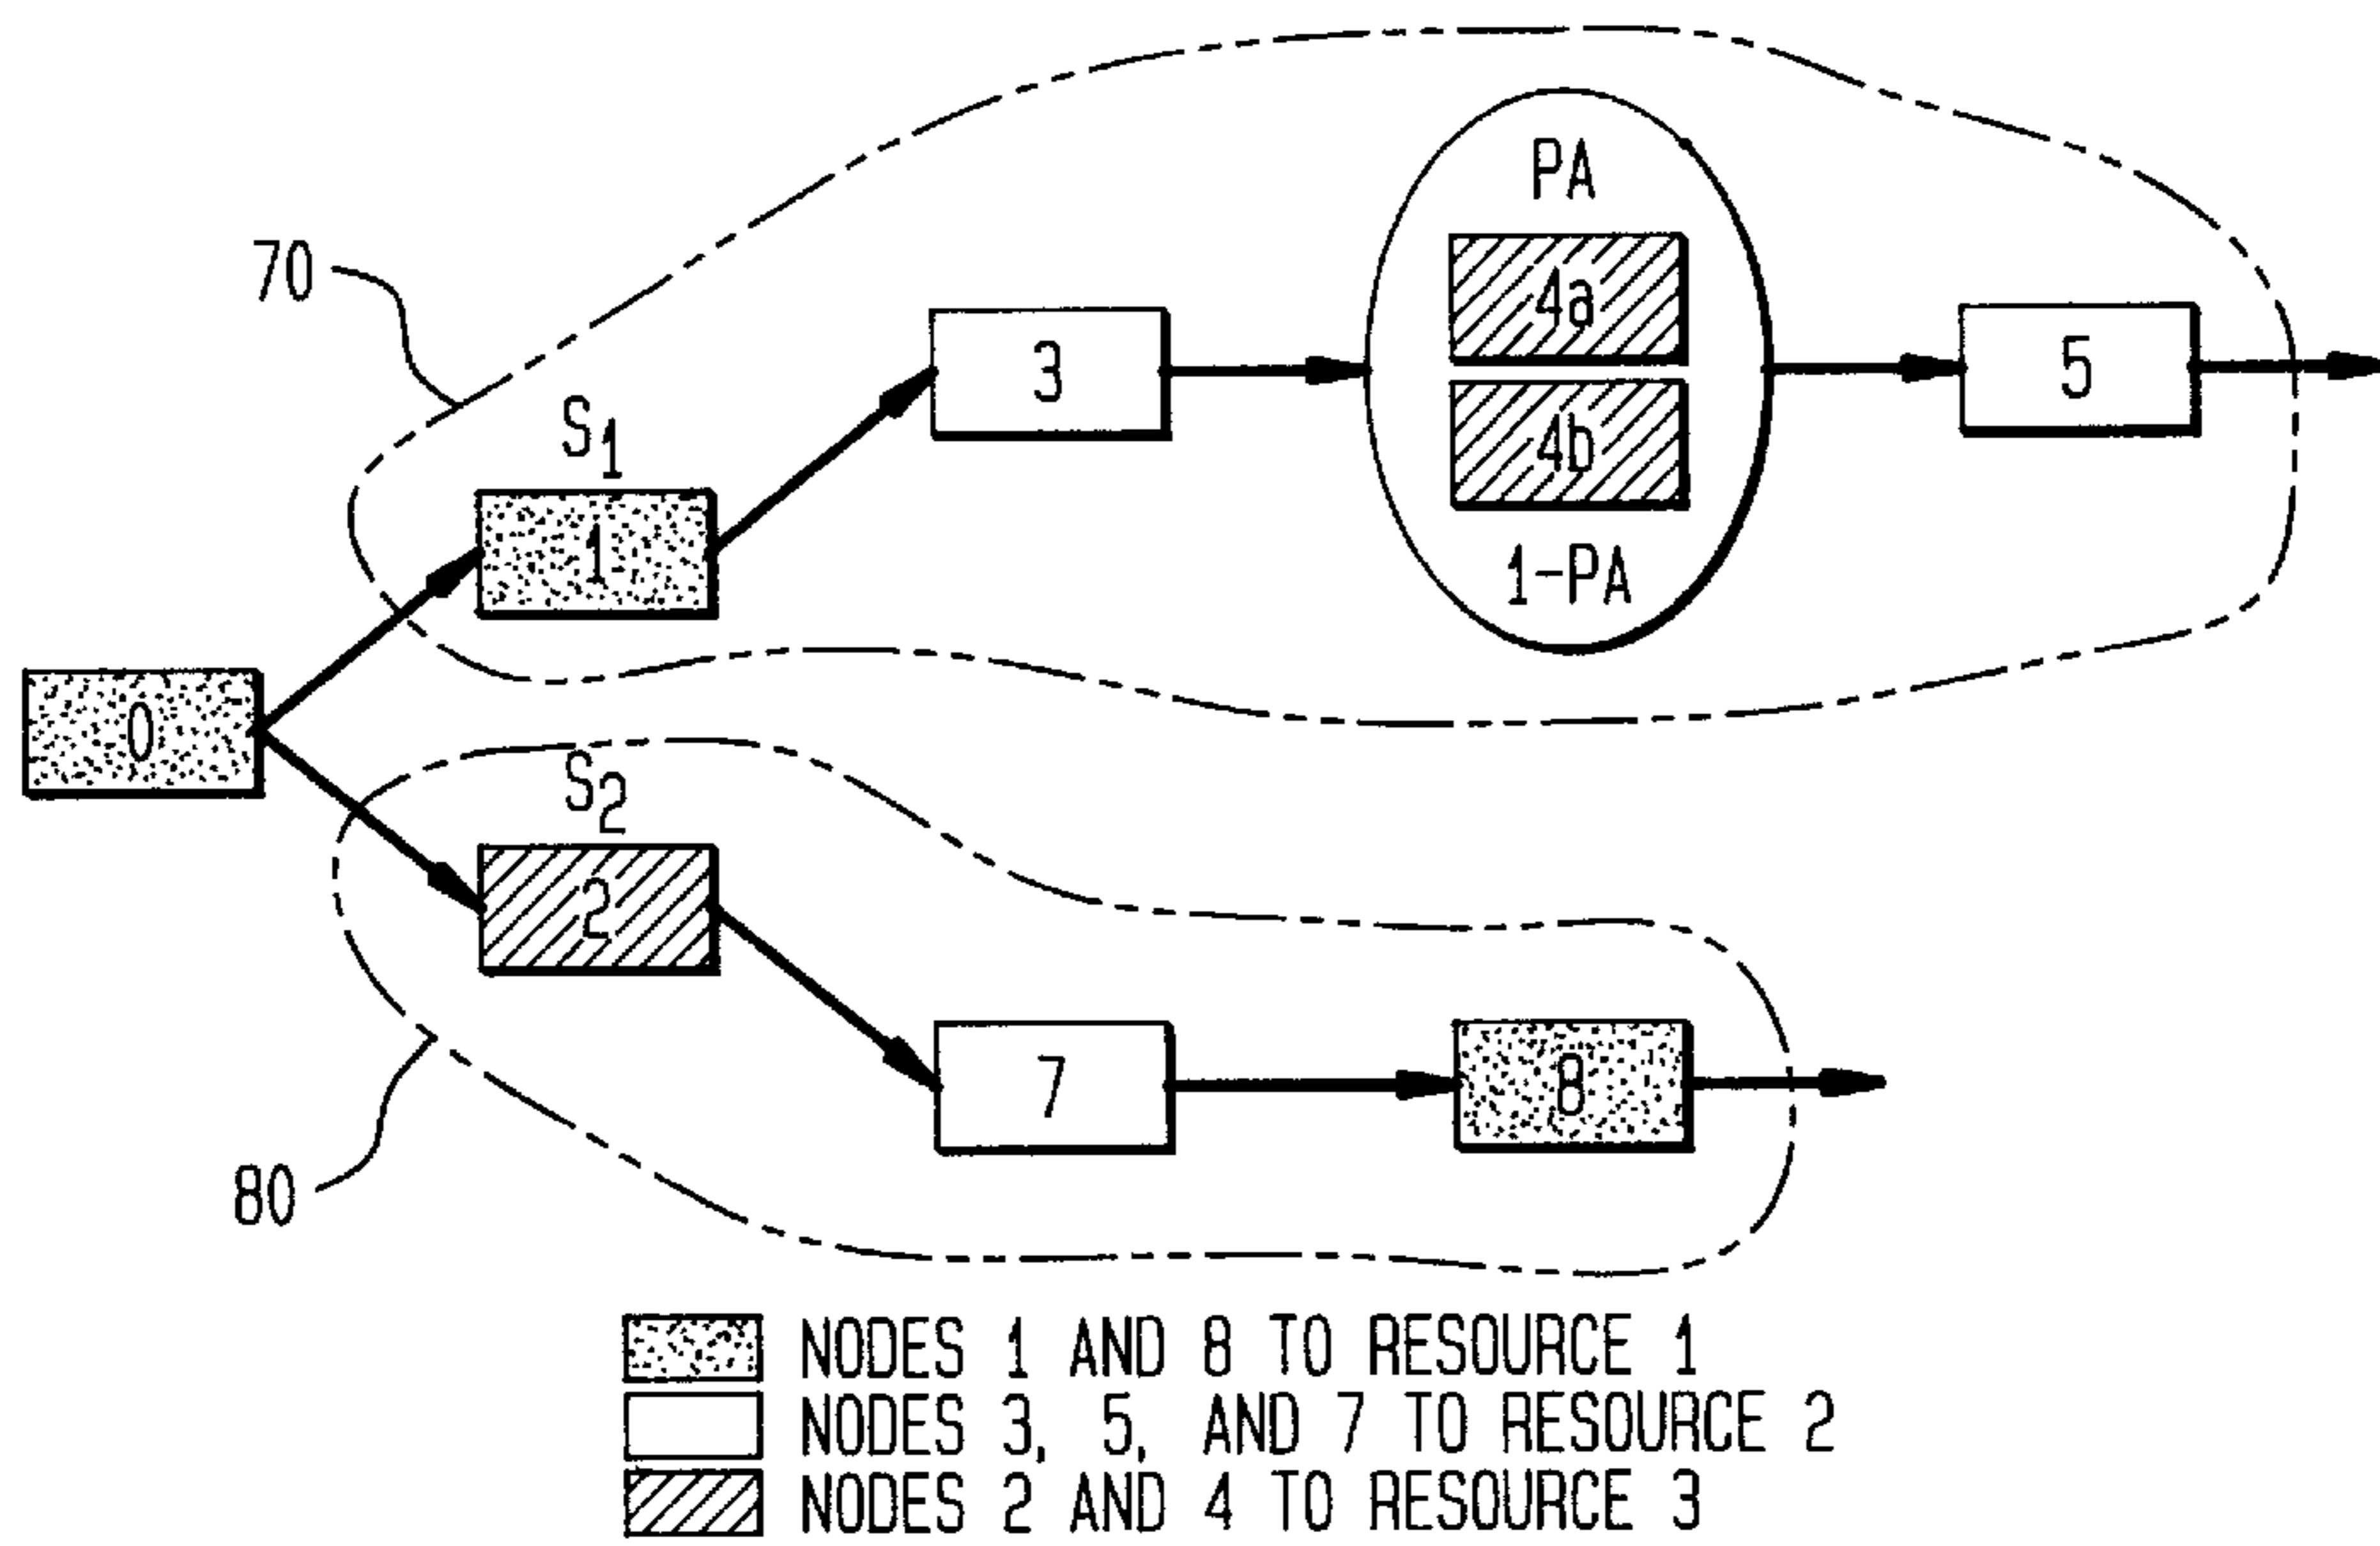 PA
70
4a
3
5
S1
4b
1
1-PA
0
S2
2
7
8
80
NODES 1 AND 8 TO RESOURCE 1
NODES 3, 5, AND 7 TO RESOURCE 2
NODES 2 AND 4 TO RESOURCE 3